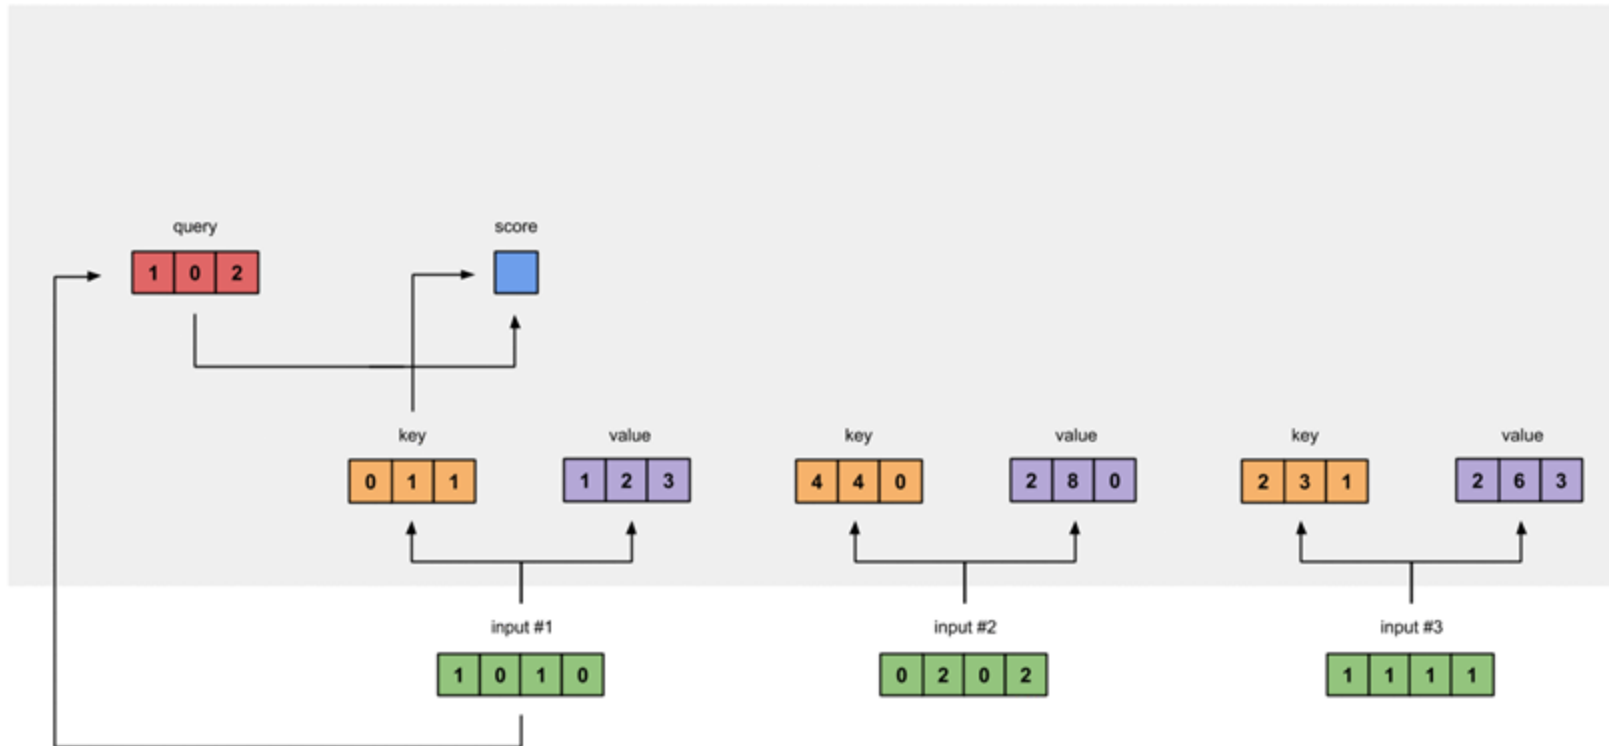 query score
1 0 2
key value key value key value
0 1 1 1 2 3 4 4 0 2 8 0 2 3 1 2 6 3
input #1 input #2 input #3
1 0 1 0 0 2 0 2 1 1 1 1